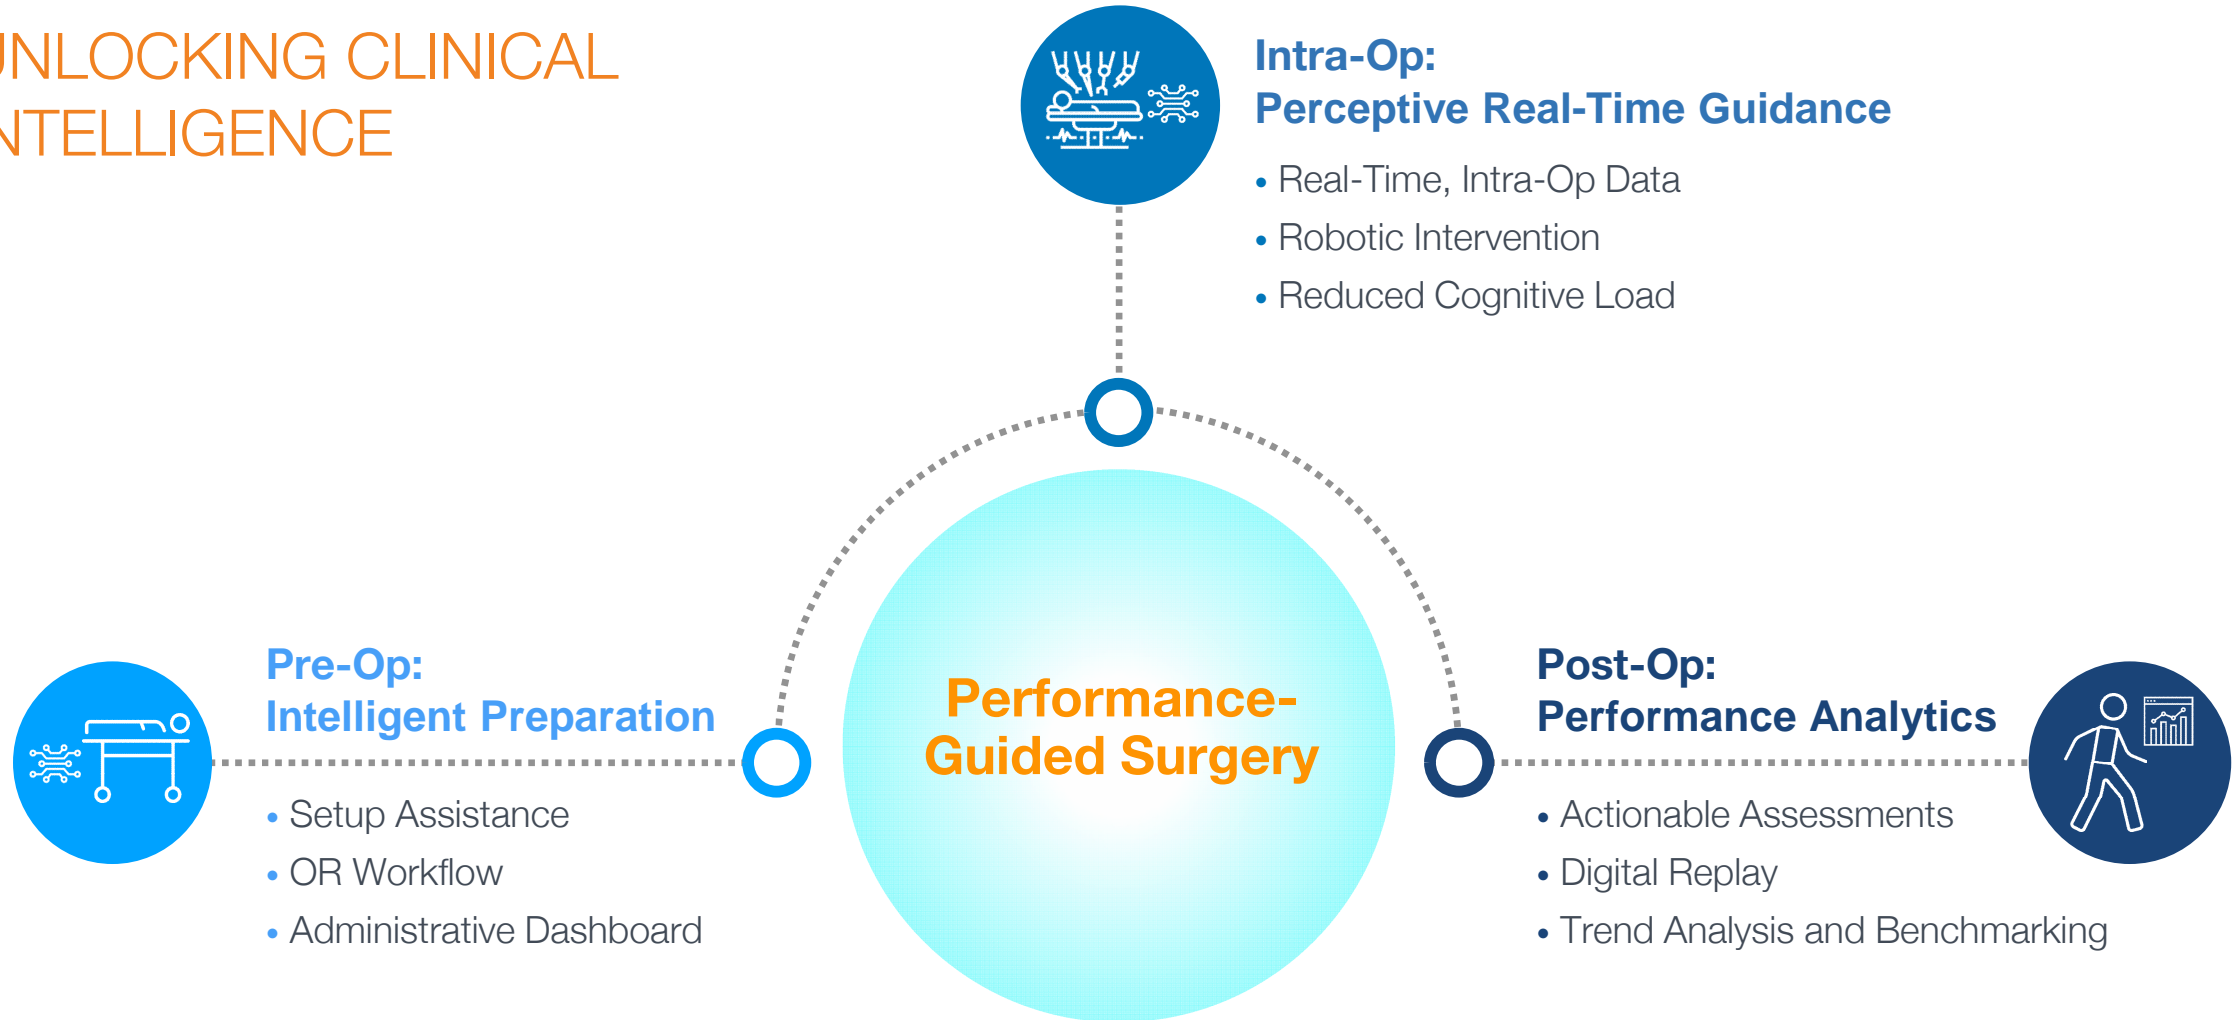 UNLOCKING CLINICAL
INTELLIGENCE
Intra-Op:
Perceptive Real-Time Guidance
• Real-Time, Intra-Op Data
• Robotic Intervention
• Reduced Cognitive Load
Pre-Op:
Intelligent Preparation
• Setup Assistance
• OR Workflow
• Administrative Dashboard
Performance-
Guided Surgery
Post-Op:
Performance Analytics
• Actionable Assessments
• Digital Replay
• Trend Analysis and Benchmarking